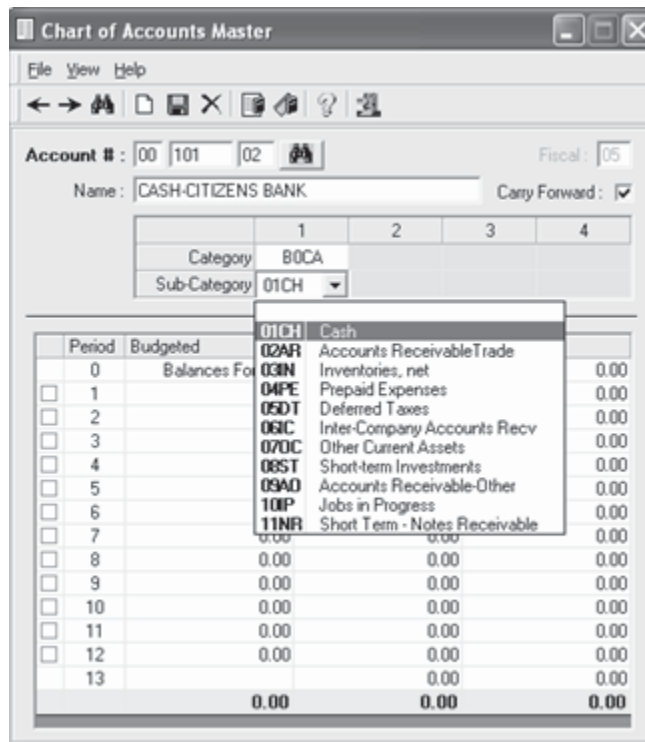 Chart of Accounts Master
File View Help
Account # : 00 101 02 Fiscal : 05
Name : CASH-CITIZENS BANK Carry Forward :
1 2 3 4
Category B0CA
Sub-Category 01CH
01CH Cash
02AR Accounts ReceivableTrade
03IN Inventories, net
04PE Prepaid Expenses
05DT Deferred Taxes
06IC Inter-Company Accounts Recv
07OC Other Current Assets
08ST Short-term Investments
09AO Accounts Receivable-Other
10IP Jobs in Progress
11NR Short Term - Notes Receivable
Period Budgeted
0 Balances For 0.00
1 0.00
2 0.00
3 0.00
4 0.00
5 0.00
6 0.00
7 0.00 0.00 0.00
8 0.00 0.00 0.00
9 0.00 0.00 0.00
10 0.00 0.00 0.00
11 0.00 0.00 0.00
12 0.00 0.00 0.00
13 0.00 0.00
0.00 0.00 0.00